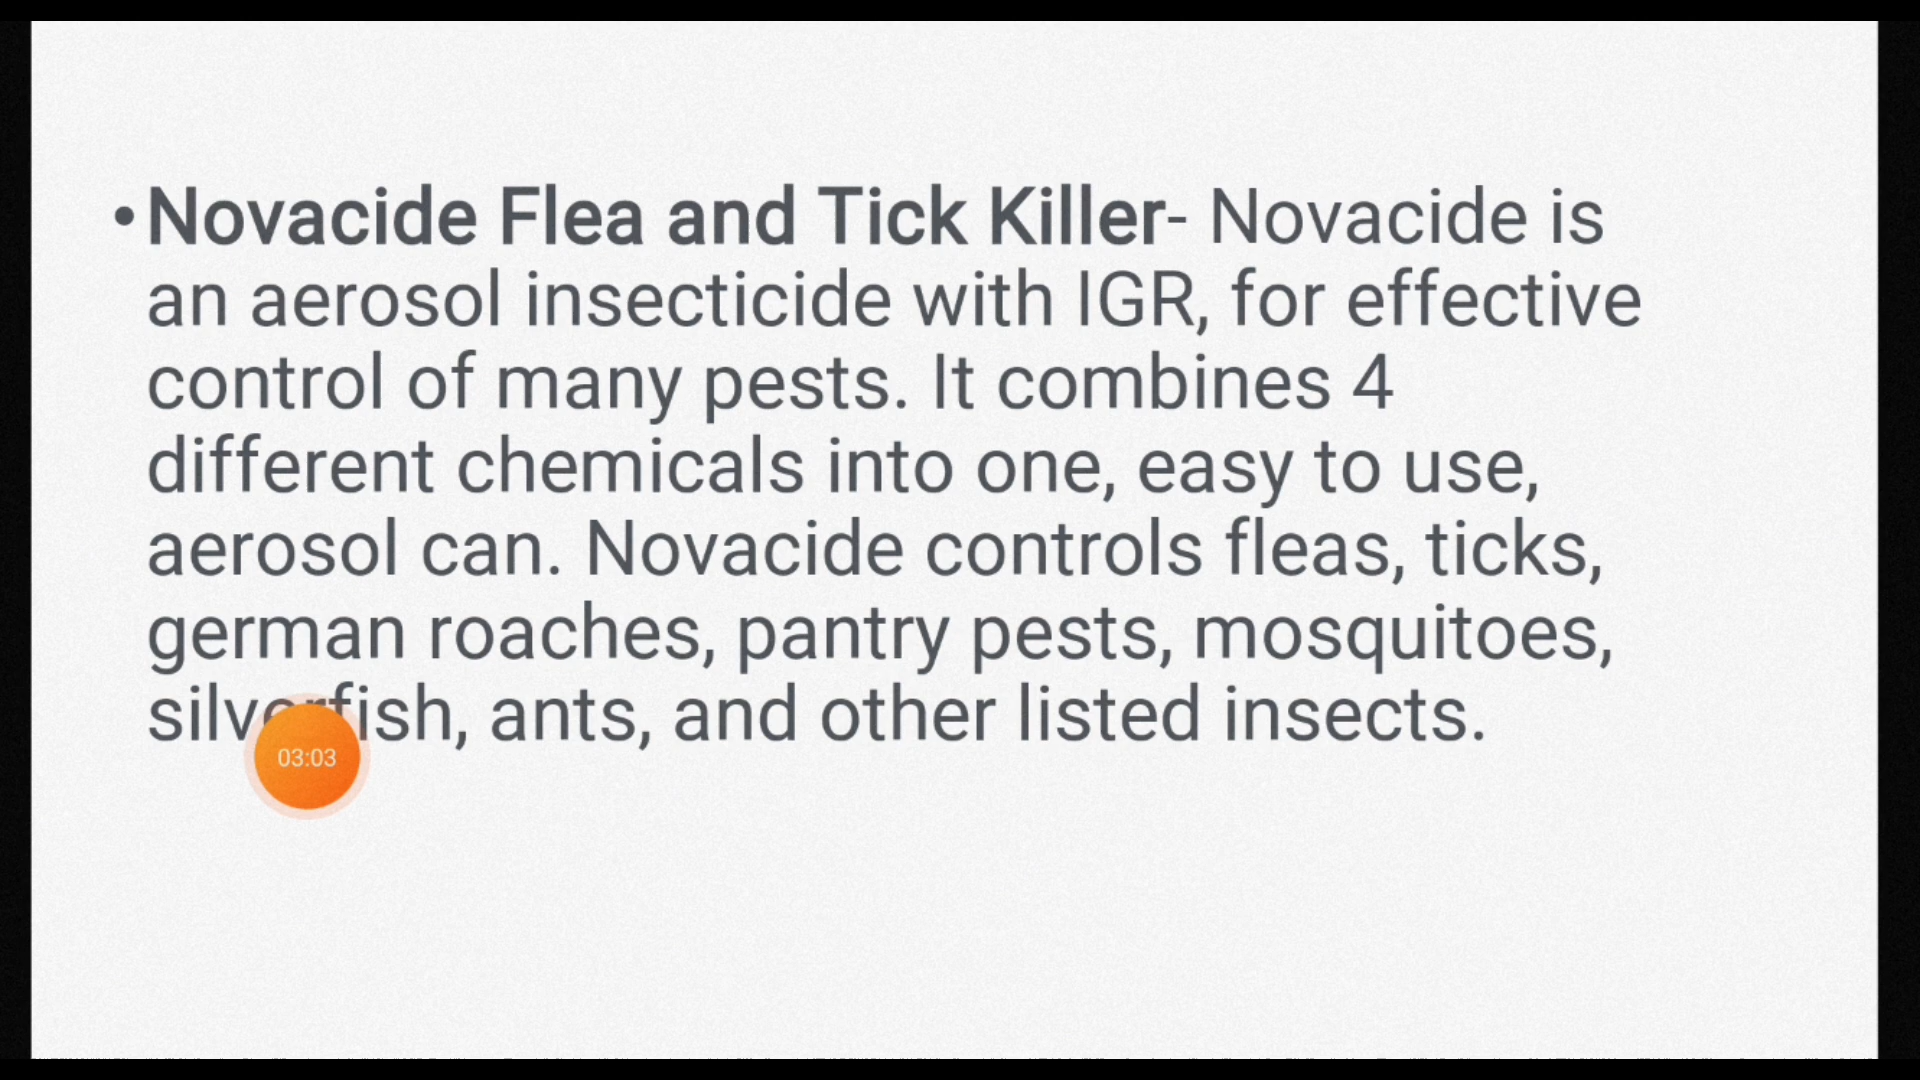 •Novacide Flea and Tick Killer- Novacide is
an aerosol insecticide with IGR, for effective
control of many pests. It combines 4
different chemicals into one, easy to use,
aerosol can. Novacide controls fleas, ticks,
german roaches, pantry pests, mosquitoes,
silverfish, ants, and other listed insects.
03:03